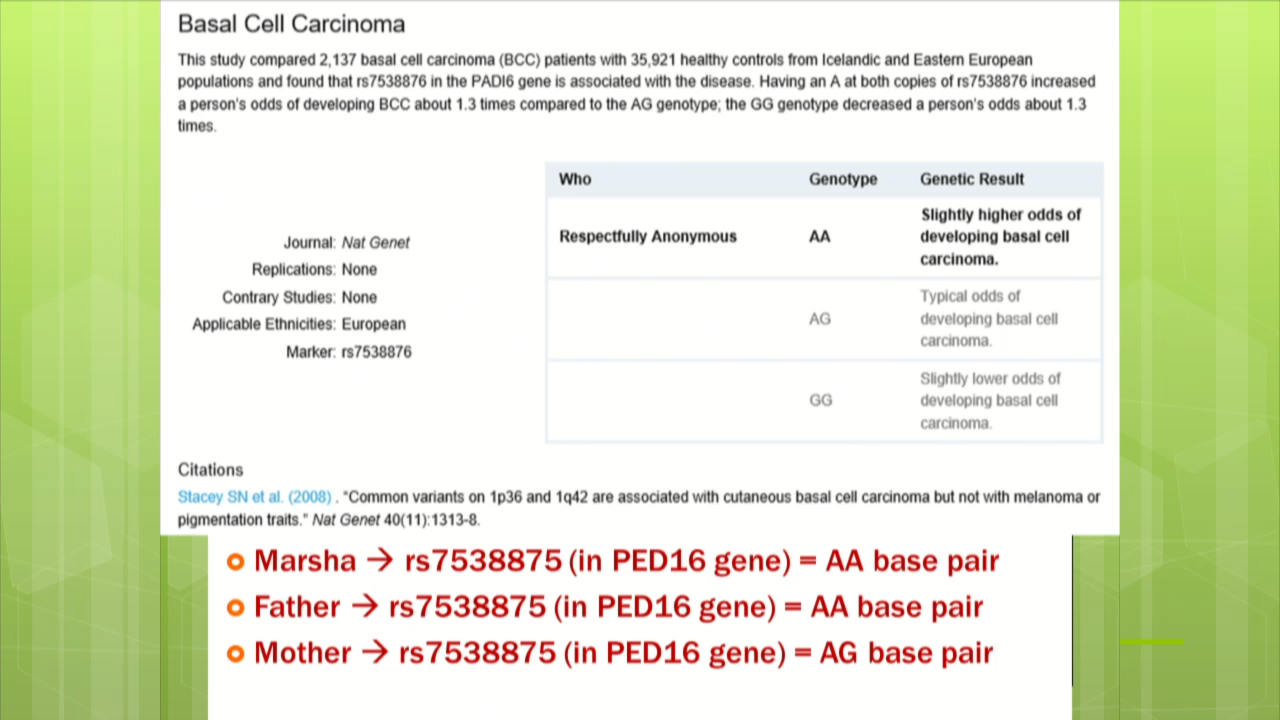 Basal Cell Carcinoma
This study compared 2,137 basal cell carcinoma (BCC) patients with 35,921 healthy controls from Icelandic and Eastern European
populations and found that rs7538876 in the PADI6 gene is associated with the disease. Having an A at both copies of rs7538876 increased
a person's odds of developing BCC about 1.3 times compared to the AG genotype; the GG genotype decreased a person's odds about 1.3
times.
Journal: Nat Genet
Replications: None
Contrary Studies: None
Applicable Ethnicities: European
Marker: rs7538876
Who Genotype Genetic Result
Respectfully Anonymous AA Slightly higher odds of
developing basal cell
carcinoma.
AG Typical odds of
developing basal cell
carcinoma.
GG Slightly lower odds of
developing basal cell
carcinoma.
Citations
Stacey SN et al. (2008) . "Common variants on 1p36 and 1q42 are associated with cutaneous basal cell carcinoma but not with melanoma or
pigmentation traits." Nat Genet 40(11):1313-8.
Marsha → rs7538875 (in PED16 gene) = AA base pair
Father → rs7538875 (in PED16 gene) = AA base pair
Mother → rs7538875 (in PED16 gene) = AG base pair